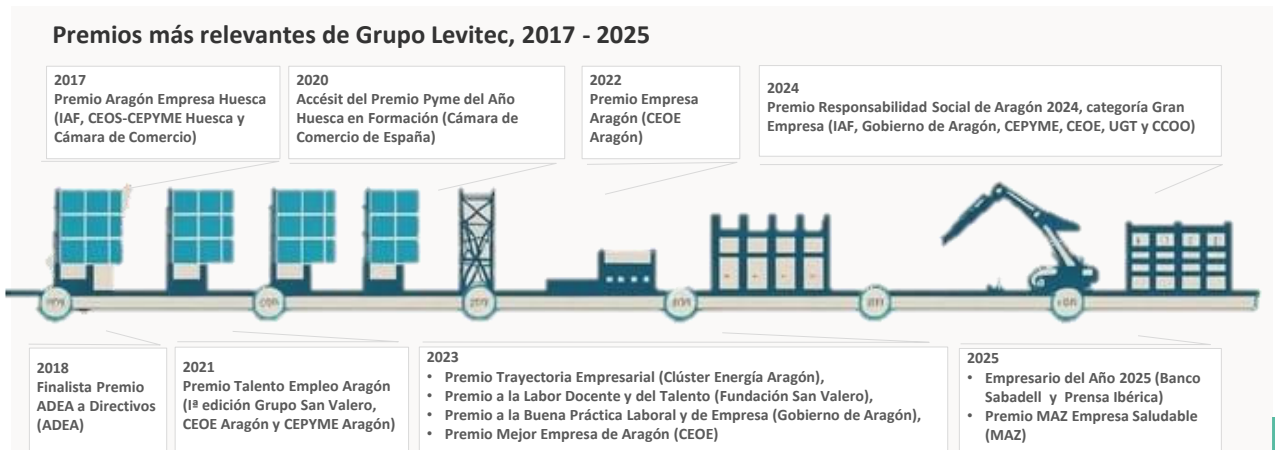 Premios más relevantes de Grupo Levitec, 2017 - 2025
2017
Premio Aragón Empresa Huesca
(IAF, CEOS-CEPYME Huesca y
Cámara de Comercio)
2020
Accésit del Premio Pyme del Año
Huesca en Formación (Cámara de
Comercio de España)
2022
Premio Empresa
Aragón (CEOE
Aragón)
2024
Premio Responsabilidad Social de Aragón 2024, categoría Gran
Empresa (IAF, Gobierno de Aragón, CEPYME, CEOE, UGT y CCOO)
2018
Finalista Premio
ADEA a Directivos
(ADEA)
2021
Premio Talento Empleo Aragón
(Iª edición Grupo San Valero,
CEOE Aragón y CEPYME Aragón)
2023
• Premio Trayectoria Empresarial (Clúster Energía Aragón),
• Premio a la Labor Docente y del Talento (Fundación San Valero),
• Premio a la Buena Práctica Laboral y de Empresa (Gobierno de Aragón),
• Premio Mejor Empresa de Aragón (CEOE)
2025
• Empresario del Año 2025 (Banco
Sabadell y Prensa Ibérica)
• Premio MAZ Empresa Saludable
(MAZ)